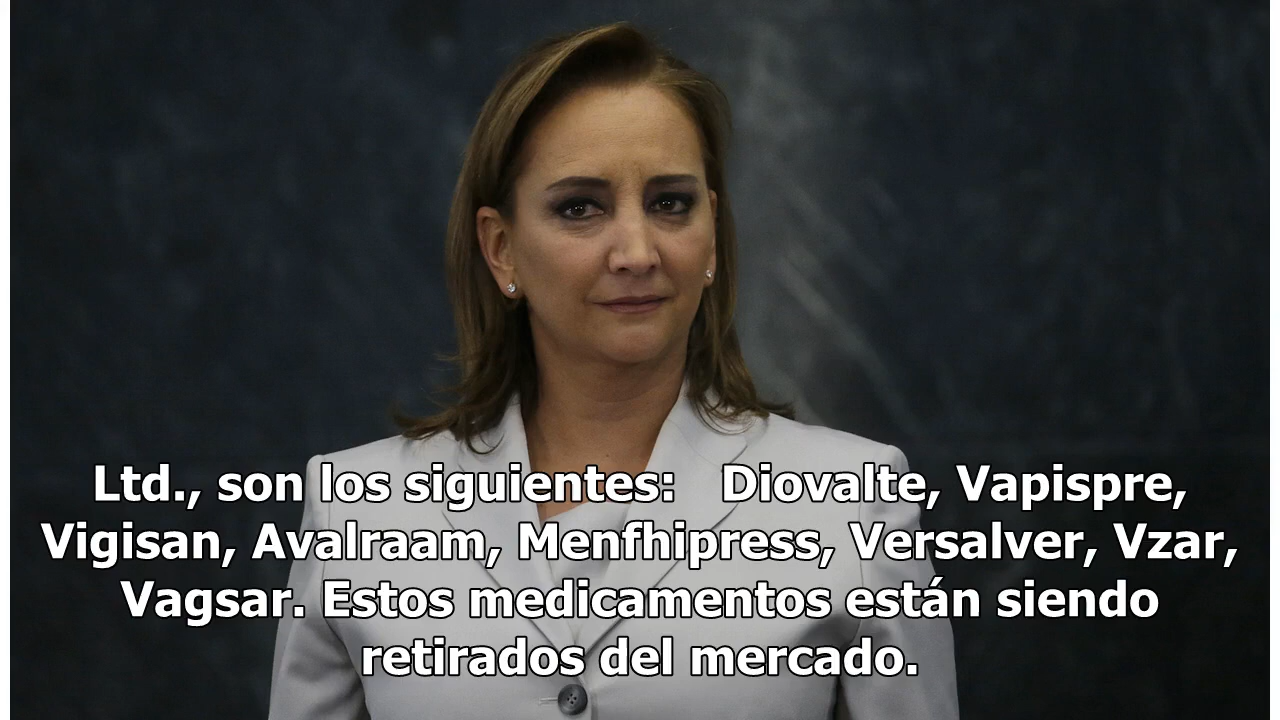 Ltd., son los siguientes:   Diovalte, Vapispre,
Vigisan, Avalraam, Menfhipress, Versalver, Vzar,
Vagsar. Estos medicamentos están siendo
retirados del mercado.